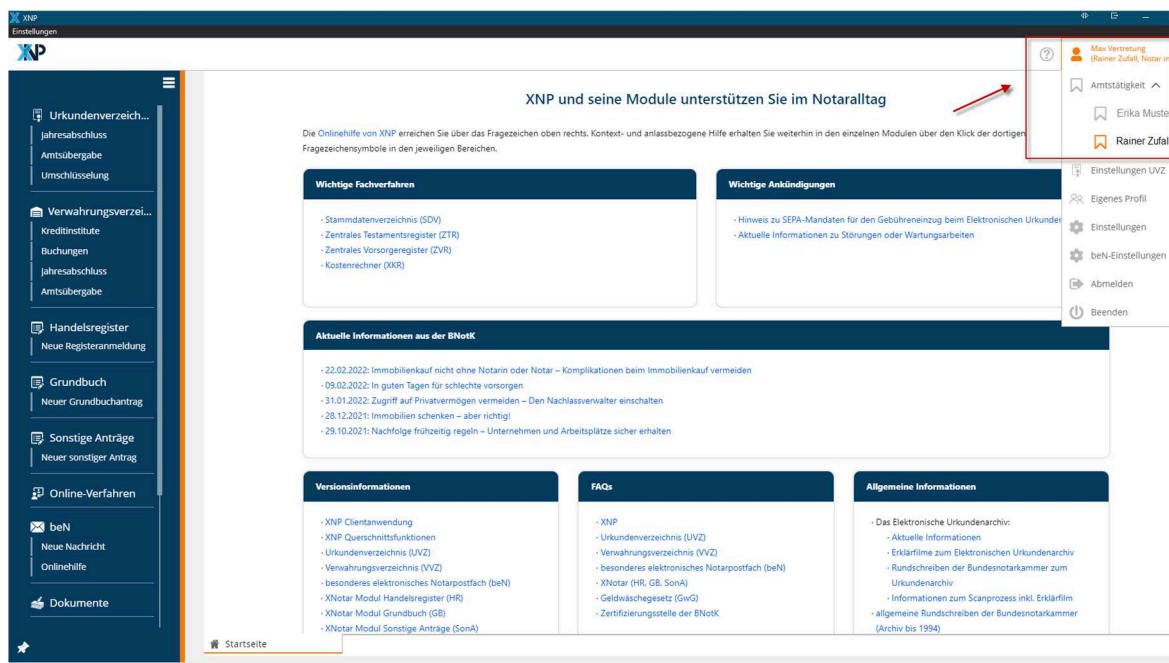 XNP
Einstellungen
XNP
Max Vertretung
(Rainer Zufall, Notar in
Amtstätigkeit
Erika Muste
Rainer Zufal
Einstellungen UVZ
Eigenes Profil
Einstellungen
beN-Einstellungen
Abmelden
Beenden
Urkundenverzeich...
Jahresabschluss
Amtsübergabe
Umschlüsselung
Verwahrungsverzei...
Kreditinstitute
Buchungen
Jahresabschluss
Amtsübergabe
Handelsregister
Neue Registeranmeldung
Grundbuch
Neuer Grundbuchantrag
Sonstige Anträge
Neuer sonstiger Antrag
Online-Verfahren
beN
Neue Nachricht
Onlinehilfe
Dokumente
XNP und seine Module unterstützen Sie im Notaralltag
Die Onlinehilfe von XNP erreichen Sie über das Fragezeichen oben rechts. Kontext- und anlassbezogene Hilfe erhalten Sie weiterhin in den einzelnen Modulen über den Klick der dortigen
Fragezeichensymbole in den jeweiligen Bereichen.
Wichtige Fachverfahren
· Stammdatenverzeichnis (SDV)
· Zentrales Testamentsregister (ZTR)
· Zentrales Vorsorgeregister (ZVR)
· Kostenrechner (XKR)
Wichtige Ankündigungen
· Hinweis zu SEPA-Mandaten für den Gebühreneinzug beim Elektronischen Urkunden
· Aktuelle Informationen zu Störungen oder Wartungsarbeiten
Aktuelle Informationen aus der BNotK
· 22.02.2022: Immobilienkauf nicht ohne Notarin oder Notar – Komplikationen beim Immobilienkauf vermeiden
· 09.02.2022: In guten Tagen für schlechte vorsorgen
· 31.01.2022: Zugriff auf Privatvermögen vermeiden – Den Nachlassverwalter einschalten
· 28.12.2021: Immobilien schenken – aber richtig!
· 29.10.2021: Nachfolge frühzeitig regeln – Unternehmen und Arbeitsplätze sicher erhalten
Versionsinformationen
· XNP Clientanwendung
· XNP Querschnittsfunktionen
· Urkundenverzeichnis (UVZ)
· Verwahrungsverzeichnis (VVZ)
· besonderes elektronisches Notarpostfach (beN)
· XNotar Modul Handelsregister (HR)
· XNotar Modul Grundbuch (GB)
· XNotar Modul Sonstige Anträge (SonA)
FAQs
· XNP
· Urkundenverzeichnis (UVZ)
· Verwahrungsverzeichnis (VVZ)
· besonderes elektronisches Notarpostfach (beN)
· XNotar (HR, GB, SonA)
· Geldwäschegesetz (GwG)
· Zertifizierungsstelle der BNotK
Allgemeine Informationen
· Das Elektronische Urkundenarchiv:
· Aktuelle Informationen
· Erklärfilme zum Elektronischen Urkundenarchiv
· Rundschreiben der Bundesnotarkammer zum
Urkundenarchiv
· Informationen zum Scanprozess inkl. Erklärfilm
· allgemeine Rundschreiben der Bundesnotarkammer
(Archiv bis 1994)
Startseite